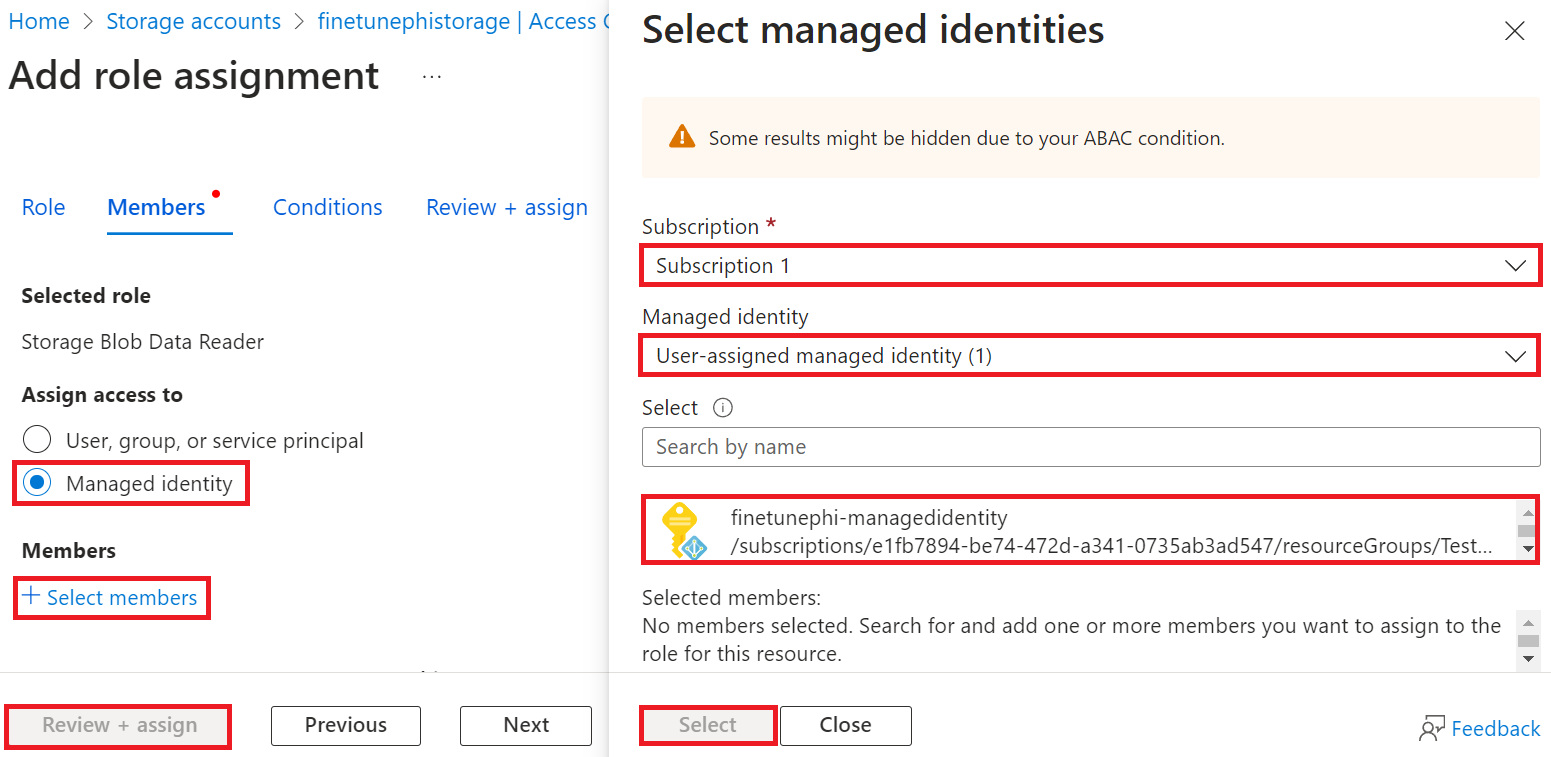 Home > Storage accounts > finetunephistorage | Access
Add role assignment ...
Role Members Conditions Review + assign
Selected role
Storage Blob Data Reader
Assign access to
User, group, or service principal
Managed identity
Members
+ Select members
Review + assign Previous Next
Select managed identities
Some results might be hidden due to your ABAC condition.
Subscription *
Subscription 1
Managed identity
User-assigned managed identity (1)
Select
Search by name
finetunephi-managedidentity
/subscriptions/e1fb7894-be74-472d-a341-0735ab3ad547/resourceGroups/Test...
Selected members:
No members selected. Search for and add one or more members you want to assign to the
role for this resource.
Select Close
Feedback